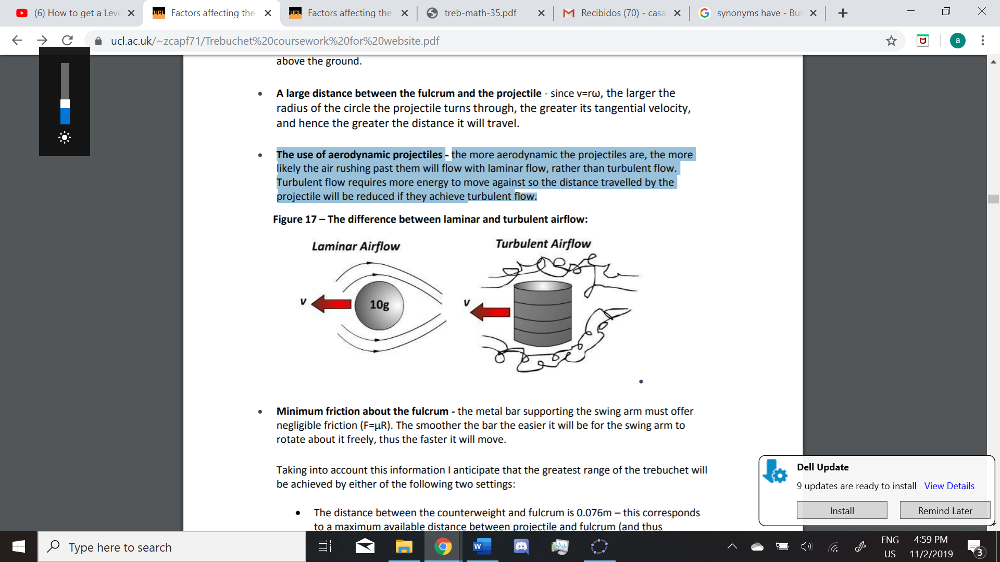 (6) How to get a Leve
Factors affecting the
Factors affecting the
treb-math-35.pdf
Recibidos (70) - casa
synonyms have - Bus
ucl.ac.uk/~zcapf71/Trebuchet%20coursework%20for%20website.pdf
a
above the ground.
• A large distance between the fulcrum and the projectile - since v=rω, the larger the
radius of the circle the projectile turns through, the greater its tangential velocity,
and hence the greater the distance it will travel.
• The use of aerodynamic projectiles - the more aerodynamic the projectiles are, the more
likely the air rushing past them will flow with laminar flow, rather than turbulent flow.
Turbulent flow requires more energy to move against so the distance travelled by the
projectile will be reduced if they achieve turbulent flow.
Figure 17 – The difference between laminar and turbulent airflow:
Laminar Airflow
Turbulent Airflow
v
10g
v
• Minimum friction about the fulcrum - the metal bar supporting the swing arm must offer
negligible friction (F=μR). The smoother the bar the easier it will be for the swing arm to
rotate about it freely, thus the faster it will move.
Taking into account this information I anticipate that the greatest range of the trebuchet will
be achieved by either of the following two settings:
• The distance between the counterweight and fulcrum is 0.076m – this corresponds
to a maximum available distance between projectile and fulcrum (and thus
Dell Update
9 updates are ready to install View Details
Install
Remind Later
Type here to search
ENG
US
4:59 PM
11/2/2019
3